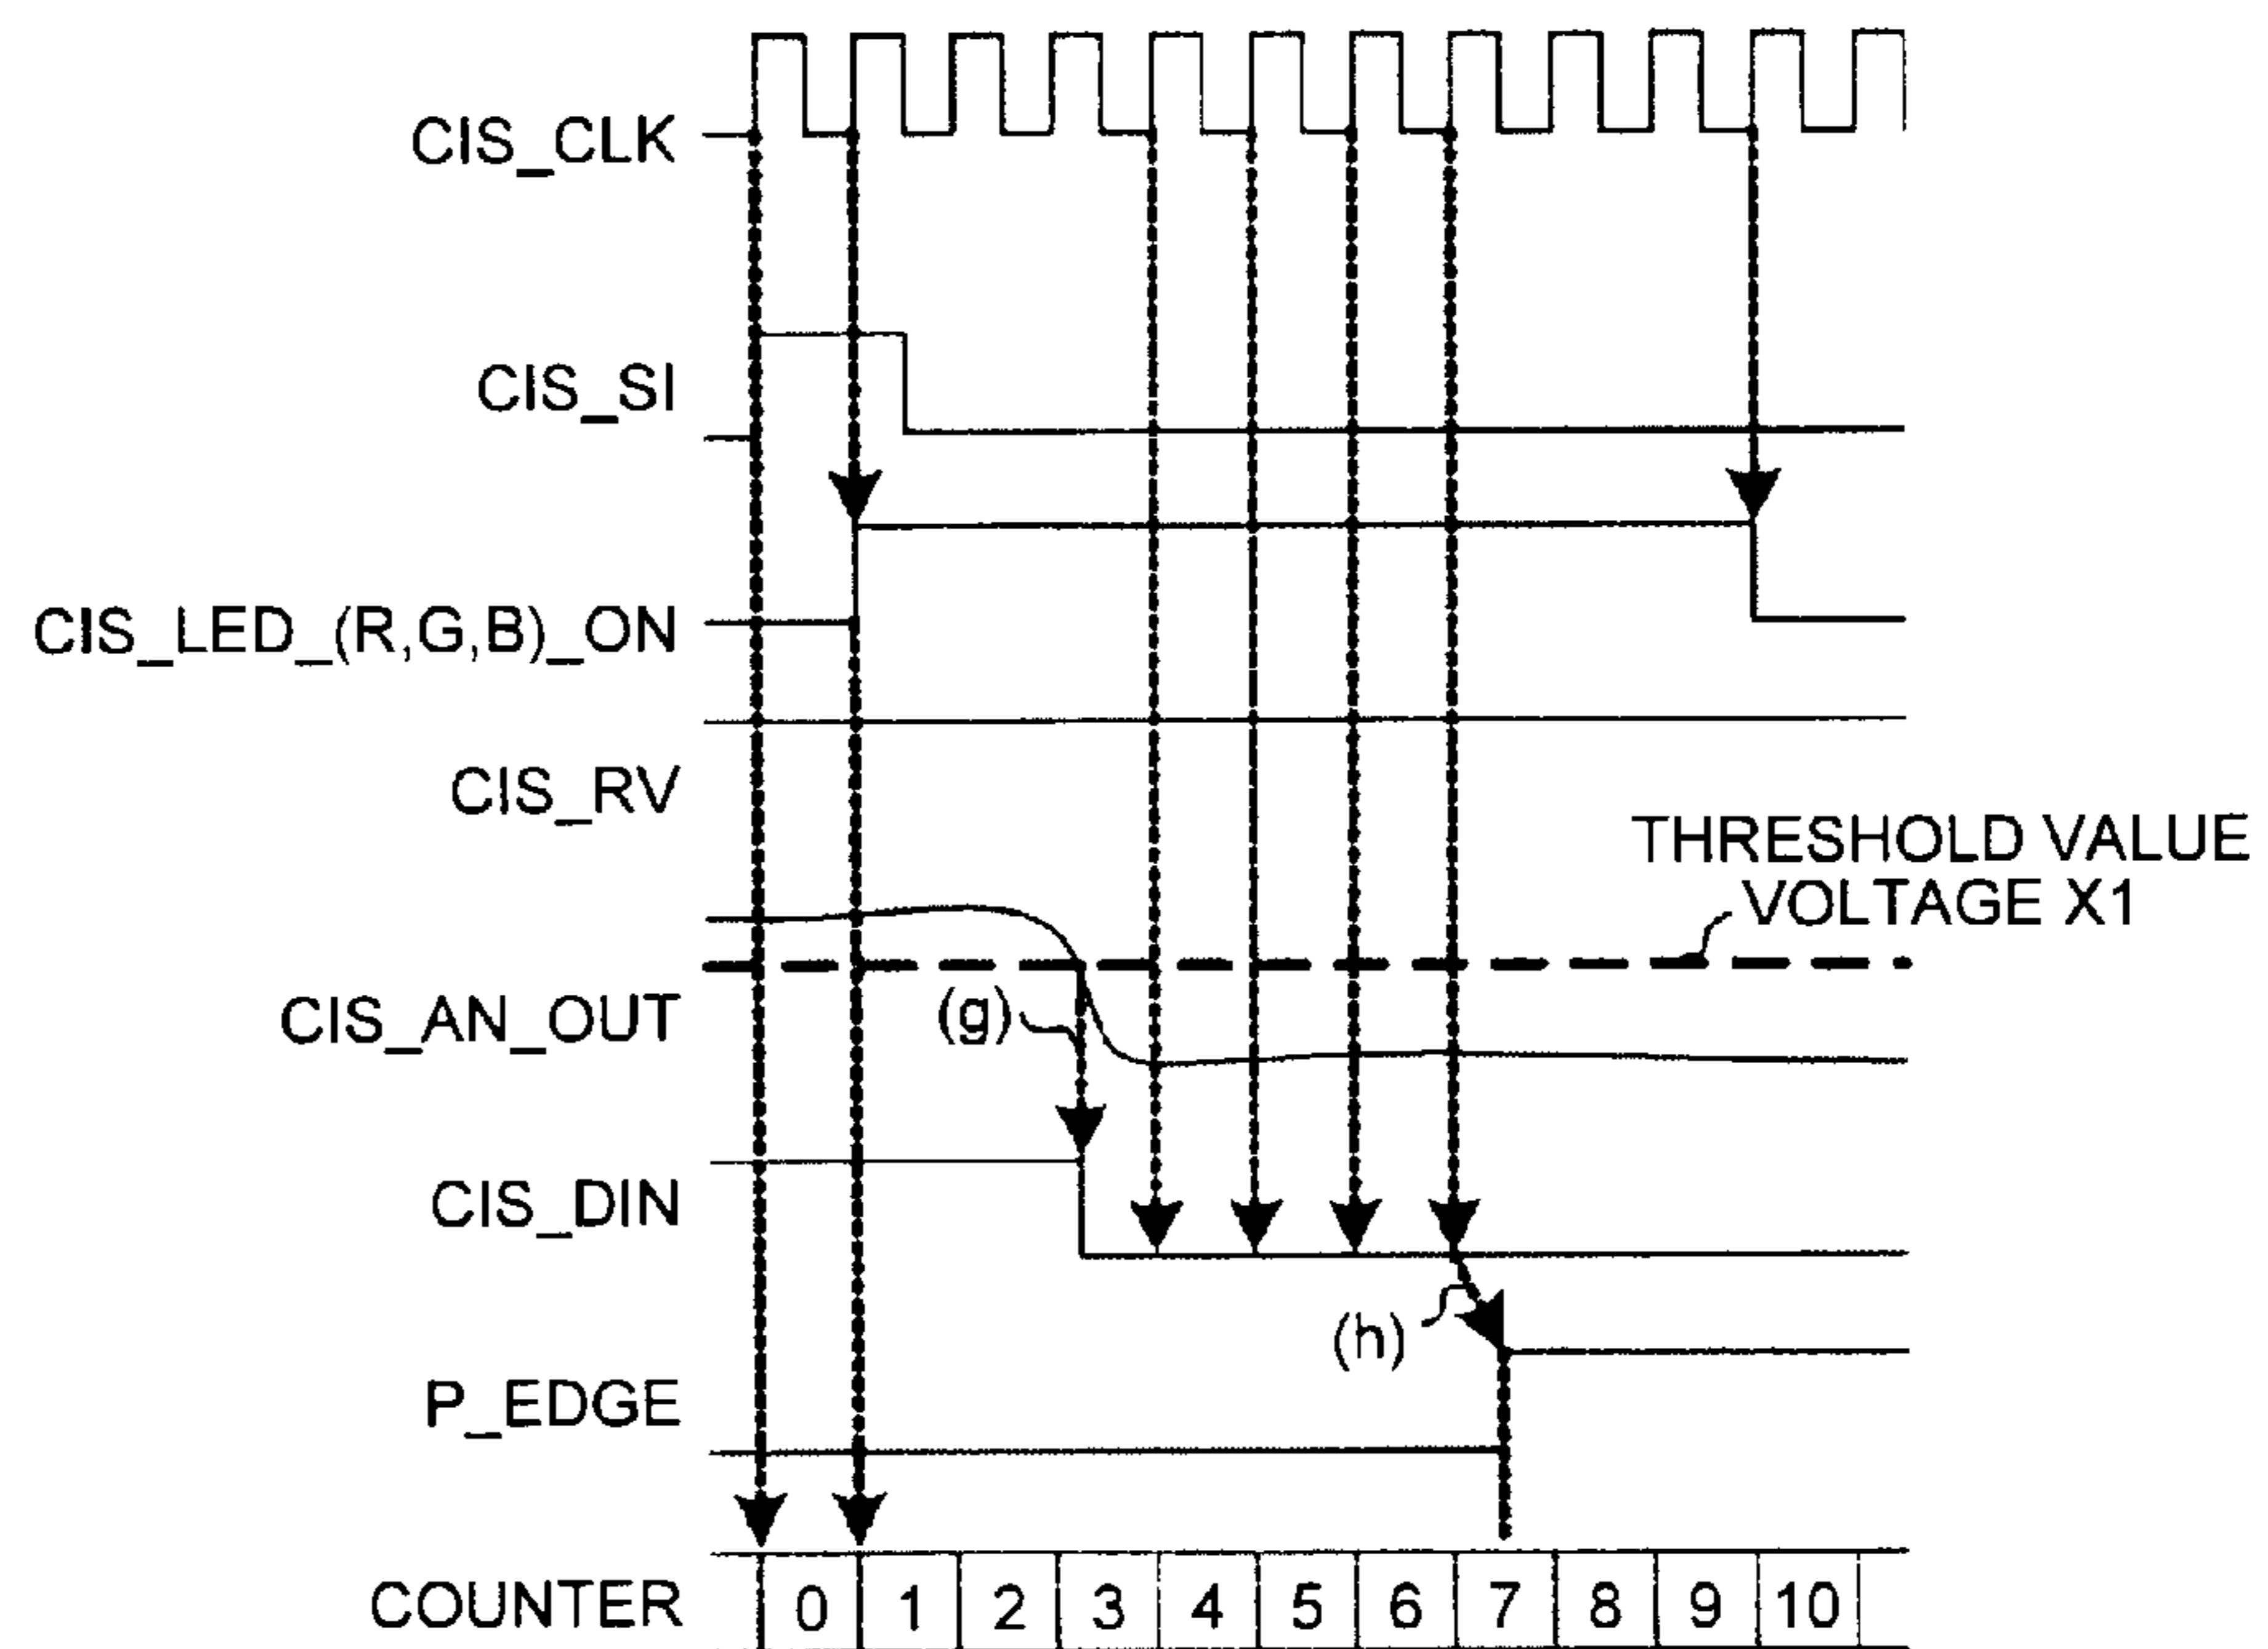 CIS_CLK
CIS_SI
CIS_LED_(R,G,B)_ON
CIS_RV
THRESHOLD VALUE
VOLTAGE X1
(g)
CIS_AN_OUT
CIS_DIN
(h)
P_EDGE
COUNTER 0 1 2 3 4 5 6 7 8 9 10